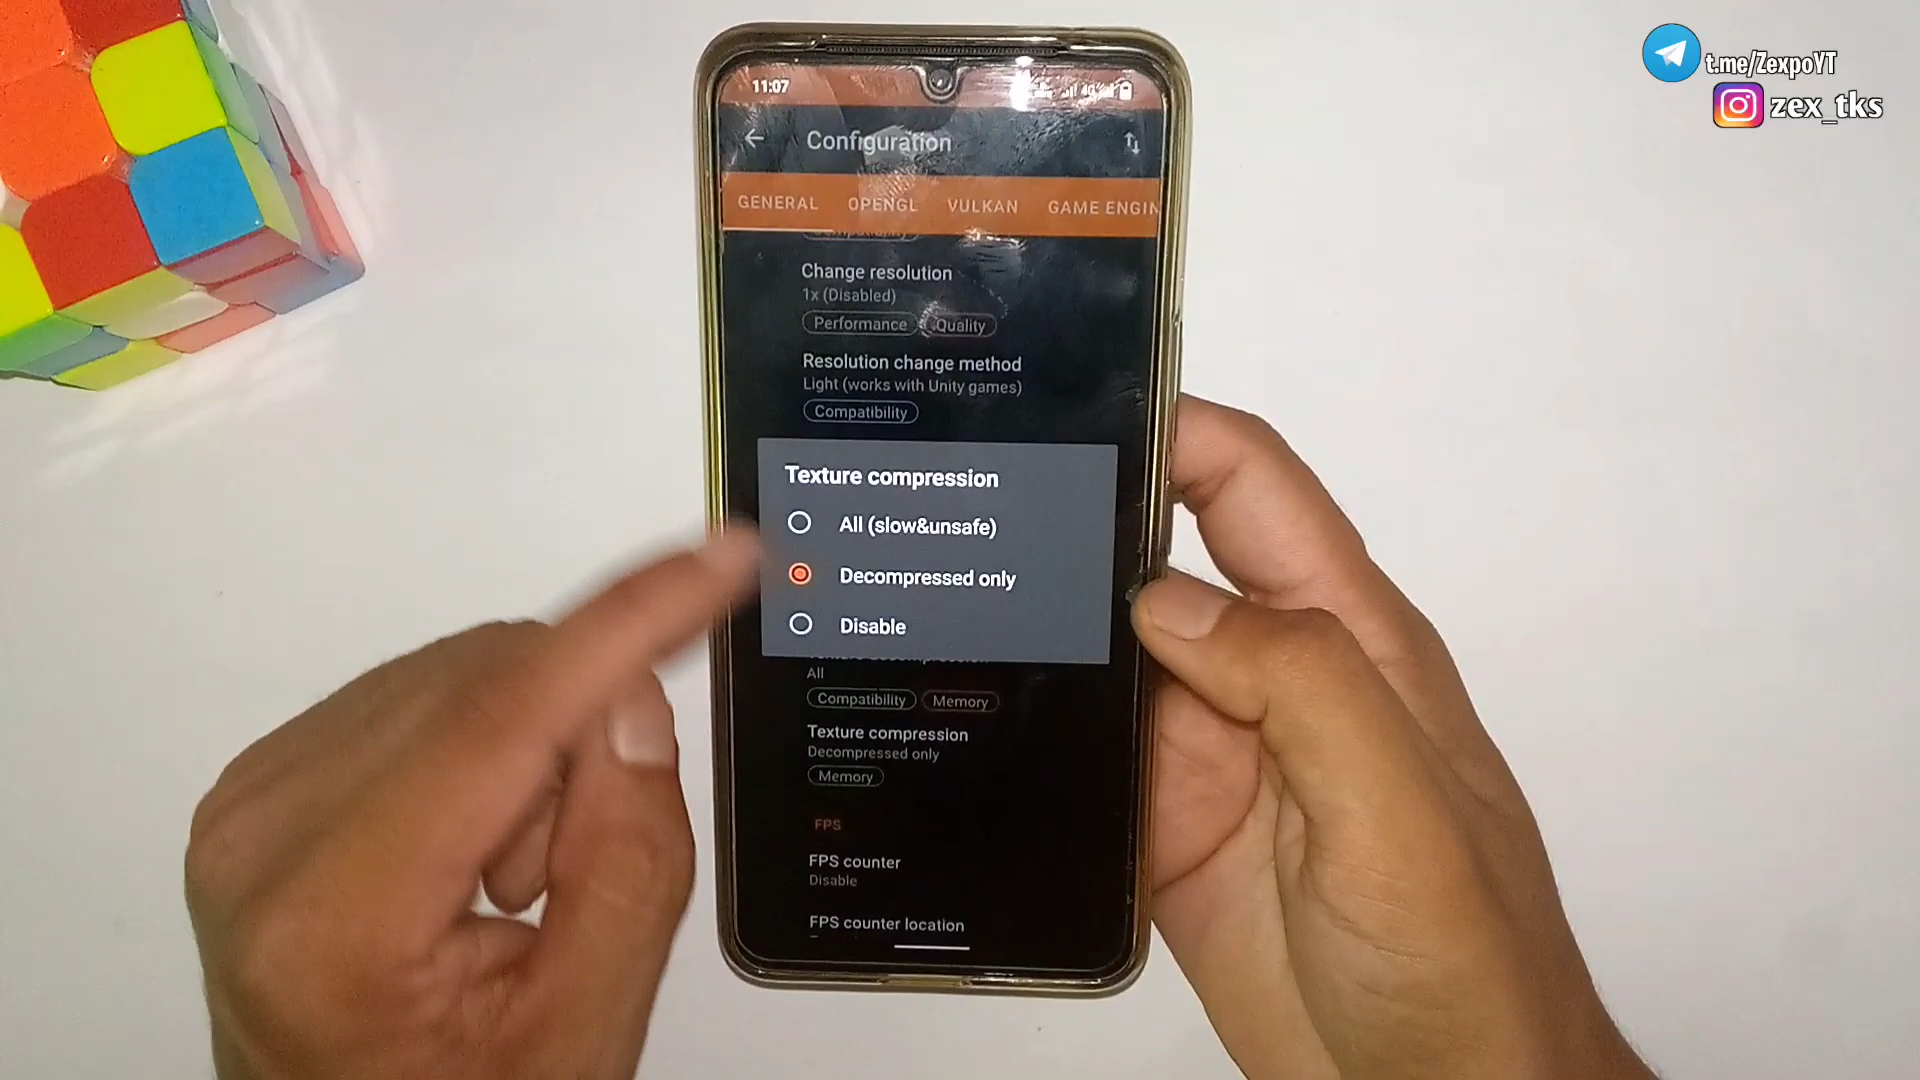 t.me/ZexpoYT
zex_tks
11:07
4G
Configuration
GENERAL OPENGL VULKAN GAME ENGIN
Change resolution
1x (Disabled)
Performance Quality
Resolution change method
Light (works with Unity games)
Compatibility
Texture compression
All (slow&unsafe)
Decompressed only
Disable
All
Compatibility Memory
Texture compression
Decompressed only
Memory
FPS
FPS counter
Disable
FPS counter location